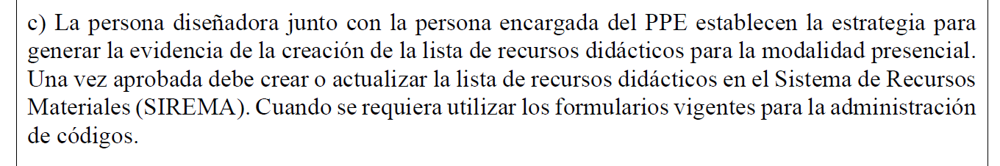 c) La persona diseñadora junto con la persona encargada del PPE establecen la estrategia para
generar la evidencia de la creación de la lista de recursos didácticos para la modalidad presencial.
Una vez aprobada debe crear o actualizar la lista de recursos didácticos en el Sistema de Recursos
Materiales (SIREMA). Cuando se requiera utilizar los formularios vigentes para la administración
de códigos.